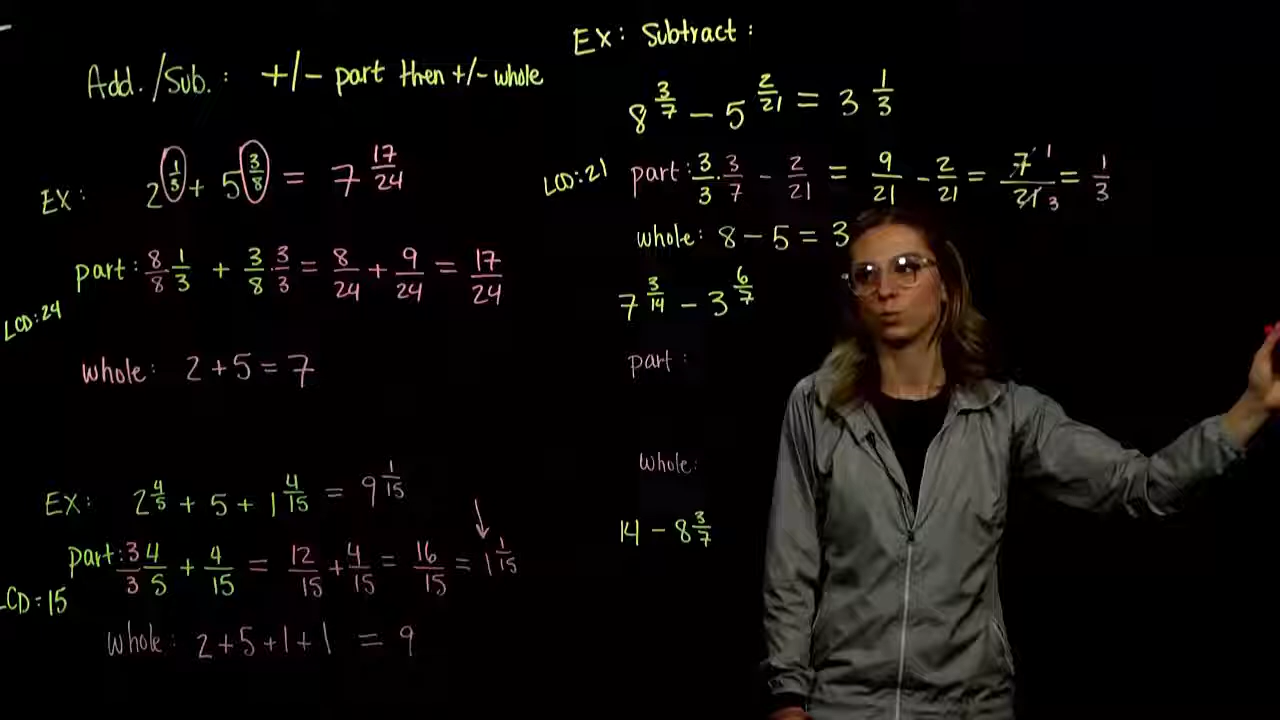 Add./Sub.: +/- part then +/- whole
EX: 2 1/3 + 5 3/8 = 7 17/24
part: 8/8 1/3 + 3/8 · 3/3 = 8/24 + 9/24 = 17/24
LCD: 24
whole: 2 + 5 = 7
EX: 2 4/5 + 5 + 1 4/15 = 9 1/15
part: 3/3 4/5 + 4/15 = 12/15 + 4/15 = 16/15 = 1 1/15
LCD = 15
whole: 2 + 5 + 1 + 1 = 9
EX: Subtract:
8 3/7 - 5 2/21 = 3 1/3
LCD: 21 part: 3/3 · 3/7 - 2/21 = 9/21 - 2/21 = 7 1/21 3 = 1/3
whole: 8 - 5 = 3
7 3/14 - 3 6/7
part:
whole:
14 - 8 3/7